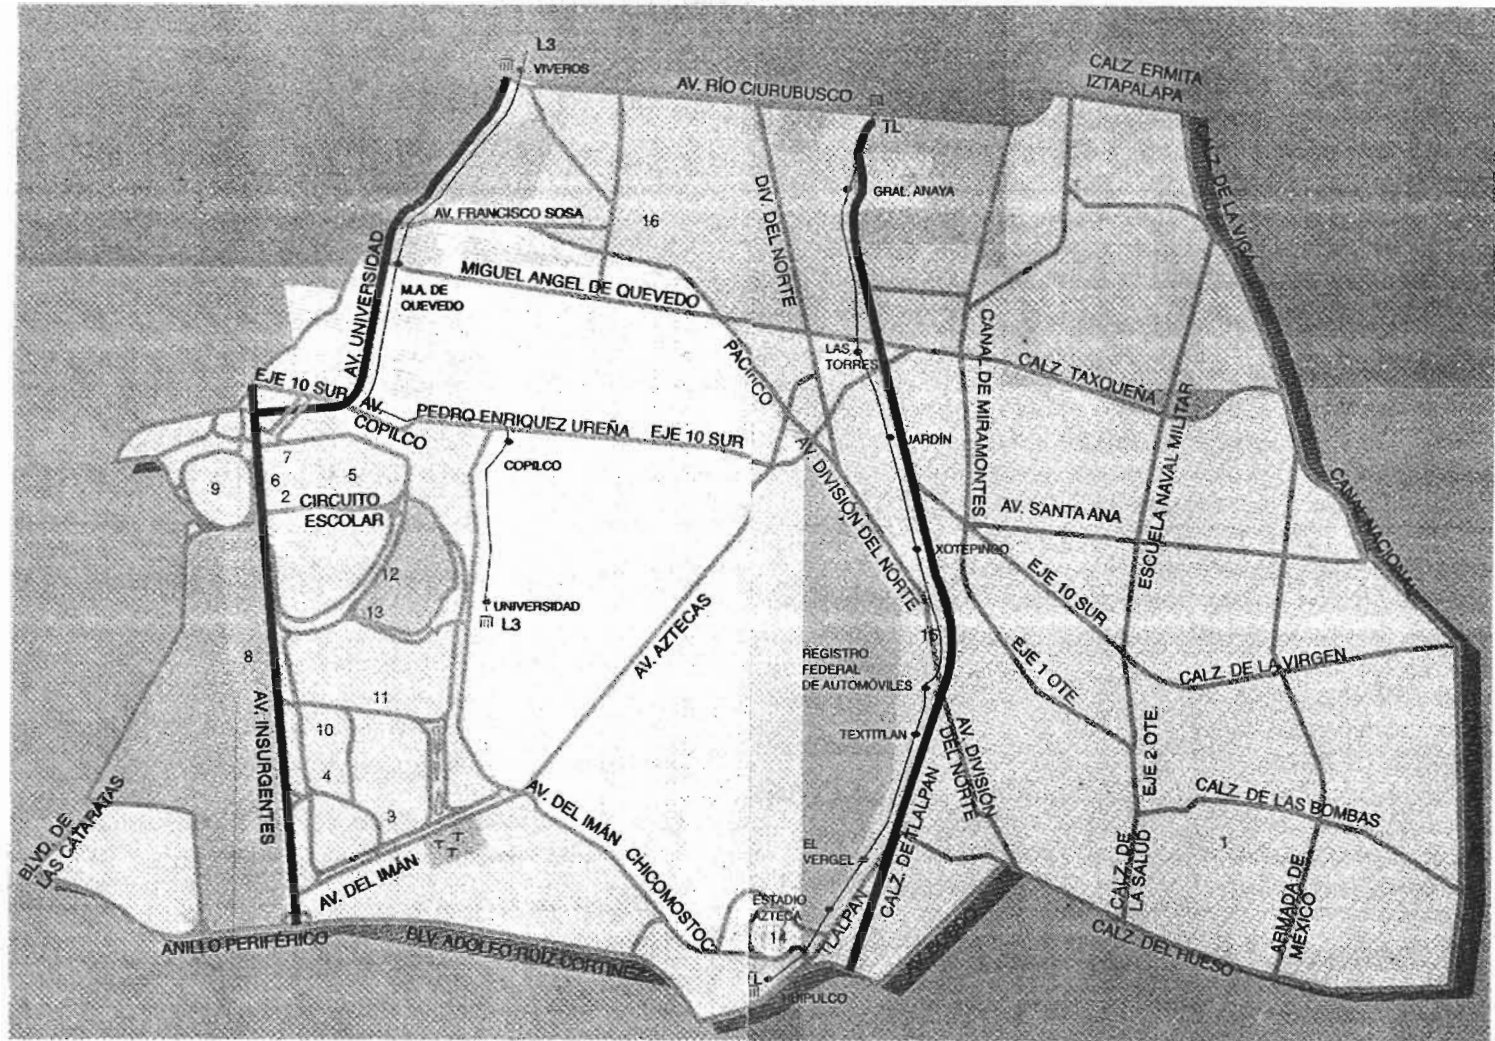 L3
VIVEROS
CALZ. ERMITA
IZTAPALAPA
AV. RÍO CIURUBUSCO
TL
CALZ. DE LA VIGA
GRAL. ANAYA
AV. FRANCISCO SOSA
16
DIV. DEL NORTE
AV. UNIVERSIDAD
MIGUEL ANGEL DE QUEVEDO
M.A. DE
QUEVEDO
LAS
TORRES
PACIFICO
CANAL DE MIRAMONTES
CALZ. TAXQUEÑA
EJE 10 SUR
AV.
COPILCO
PEDRO ENRIQUEZ UREÑA
EJE 10 SUR
JARDÍN
ESCUELA NAVAL MILITAR
COPILCO
7
6
5
2
9
CIRCUITO
ESCOLAR
AV. DIVISIÓN DEL NORTE
AV. SANTA ANA
CANAL NACIONAL
XOTEPINGO
EJE 10 SUR
12
13
UNIVERSIDAD
L3
AV. AZTECAS
15
REGISTRO
FEDERAL
DE AUTOMÓVILES
EJE 1 OTE.
CALZ. DE LA VIRGEN
8
AV. INSURGENTES
11
10
4
3
TEXTITLAN
AV. DIVISIÓN
DEL NORTE
EJE 2 OTE.
CALZ. DE LAS BOMBAS
1
BLVD. DE
LAS CATARATAS
AV. DEL IMÁN
AV. DEL IMÁN
CHICOMOSTOC
T
T
EL
VERGEL
CALZ. DE TLALPAN
CALZ. DE
LA SALUD
ARMADA DE
MÉXICO
ESTADIO
AZTECA
14
TLALPAN
ANILLO PERIFÉRICO
BLV. ADOLFO RUIZ CORTINE
CALZ. DEL HUESO
TL
HUIPULCO